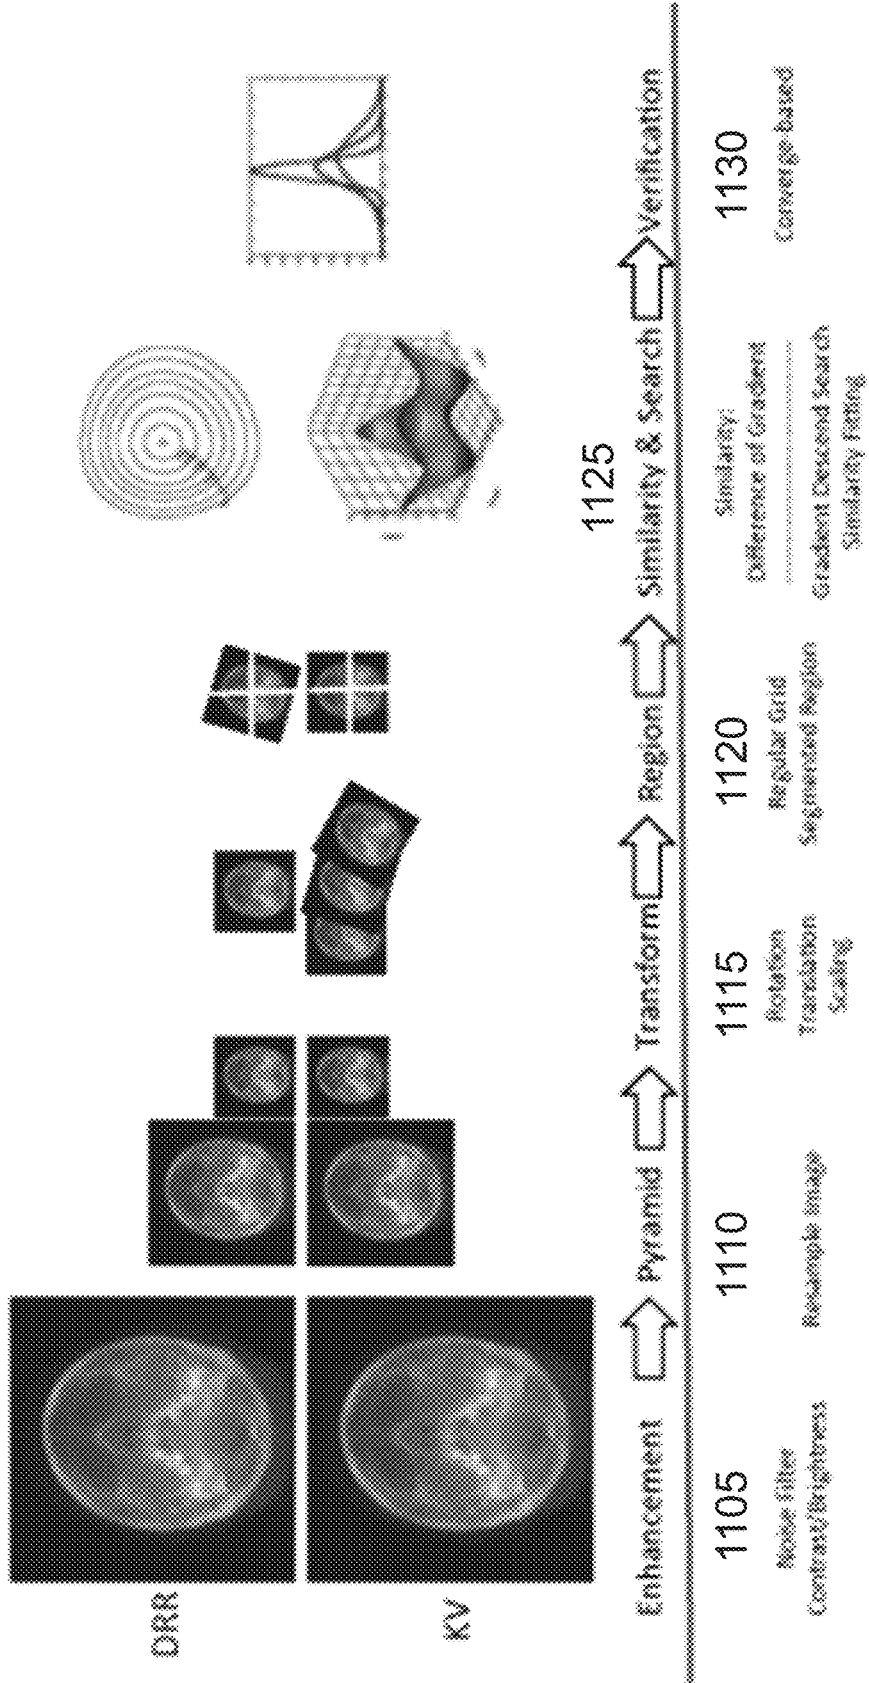 DRR
KV
Enhancement
Pyramid
Transform
Region
Similarity & Search
Verification
1105
1110
1115
1120
1125
1130
Noise Filter
Contrast/Brightness
Resample Image
Rotation
Translation
Scaling
Regular Grid
Segmented Region
Similarity:
Difference of Gradient
Gradient Descend Search
Similarity Fitting
Converge-based